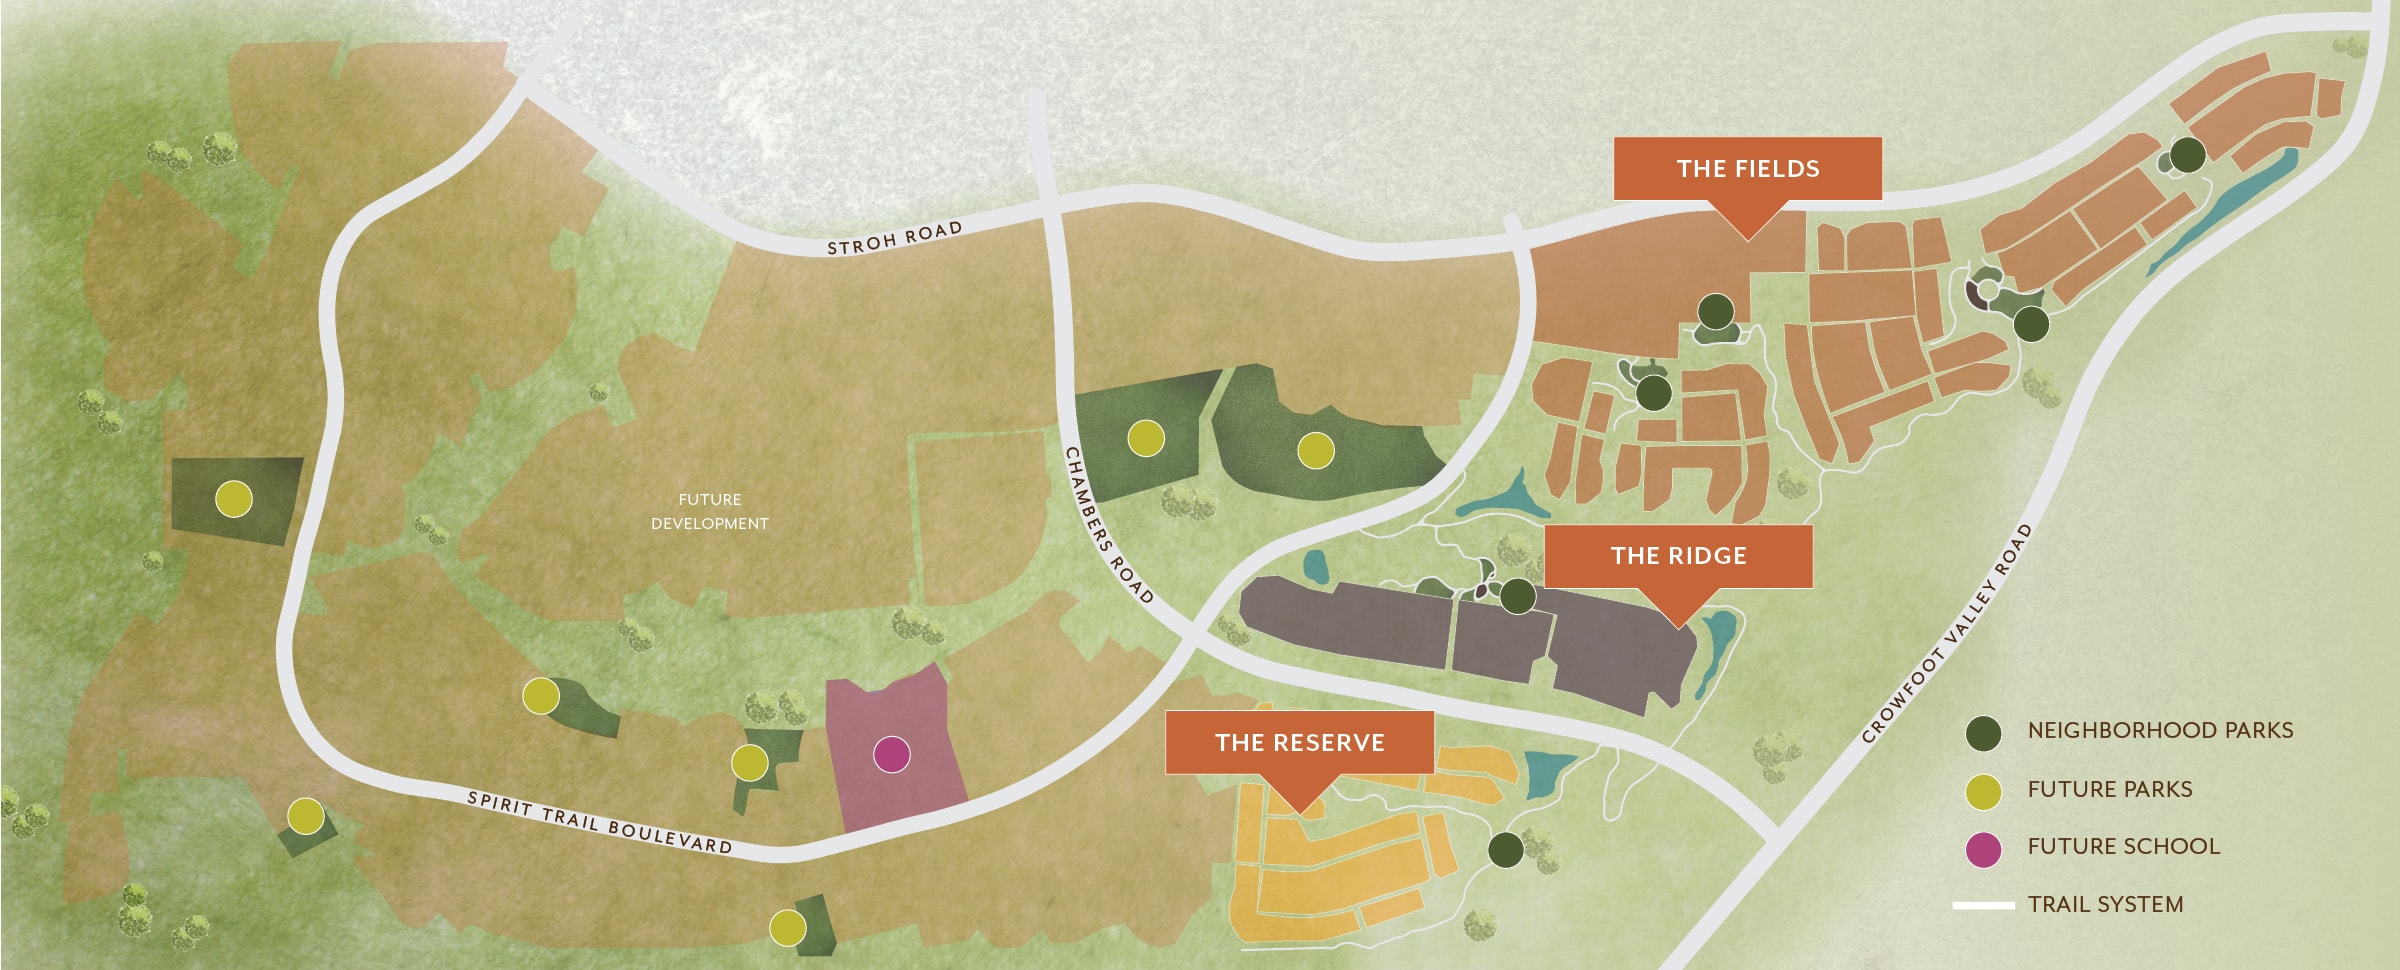 THE FIELDS
STROH ROAD
FUTURE
DEVELOPMENT
CHAMBERS ROAD
THE RIDGE
CROWFOOT VALLEY ROAD
THE RESERVE
SPIRIT TRAIL BOULEVARD
NEIGHBORHOOD PARKS
FUTURE PARKS
FUTURE SCHOOL
TRAIL SYSTEM